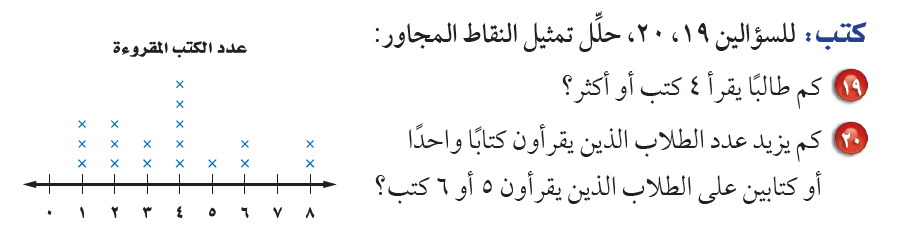 كتب: للسؤالين ١٩، ٢٠، حلِّل تمثيل النقاط المجاور:
١٩ كم طالبًا يقرأ ٤ كتب أو أكثر؟
٢٠ كم يزيد عدد الطلاب الذين يقرأون كتابًا واحدًا
أو كتابين على الطلاب الذين يقرأون ٥ أو ٦ كتب؟
عدد الكتب المقروءة
٠ ١ ٢ ٣ ٤ ٥ ٦ ٧ ٨